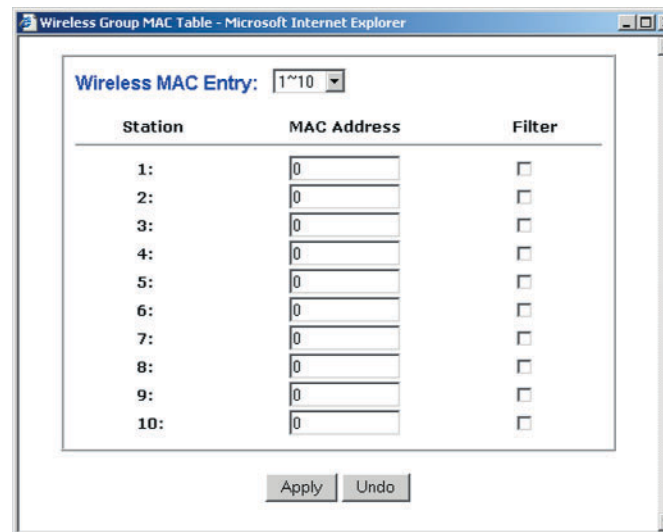 Wireless Group MAC Table - Microsoft Internet Explorer
Wireless MAC Entry: 1~10
Station MAC Address Filter
1: 0
2: 0
3: 0
4: 0
5: 0
6: 0
7: 0
8: 0
9: 0
10: 0
Apply Undo